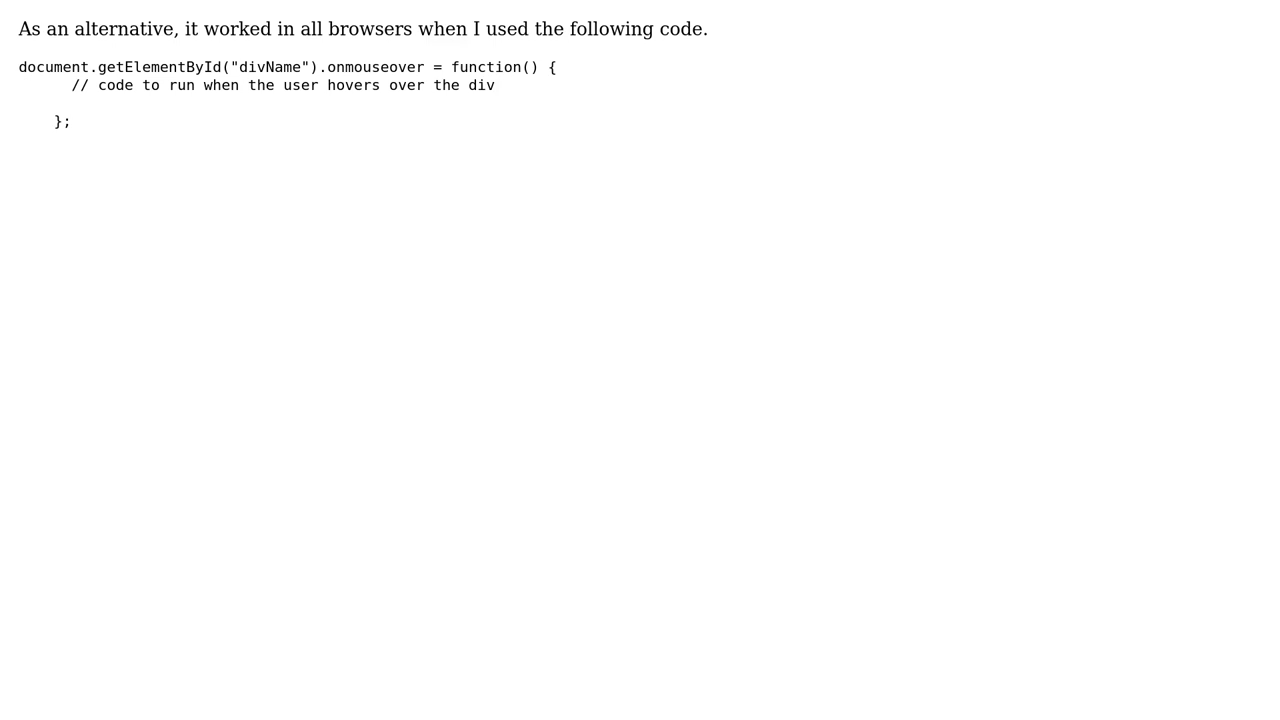 As an alternative, it worked in all browsers when I used the following code.
document.getElementById("divName").onmouseover = function() {
      // code to run when the user hovers over the div

    };